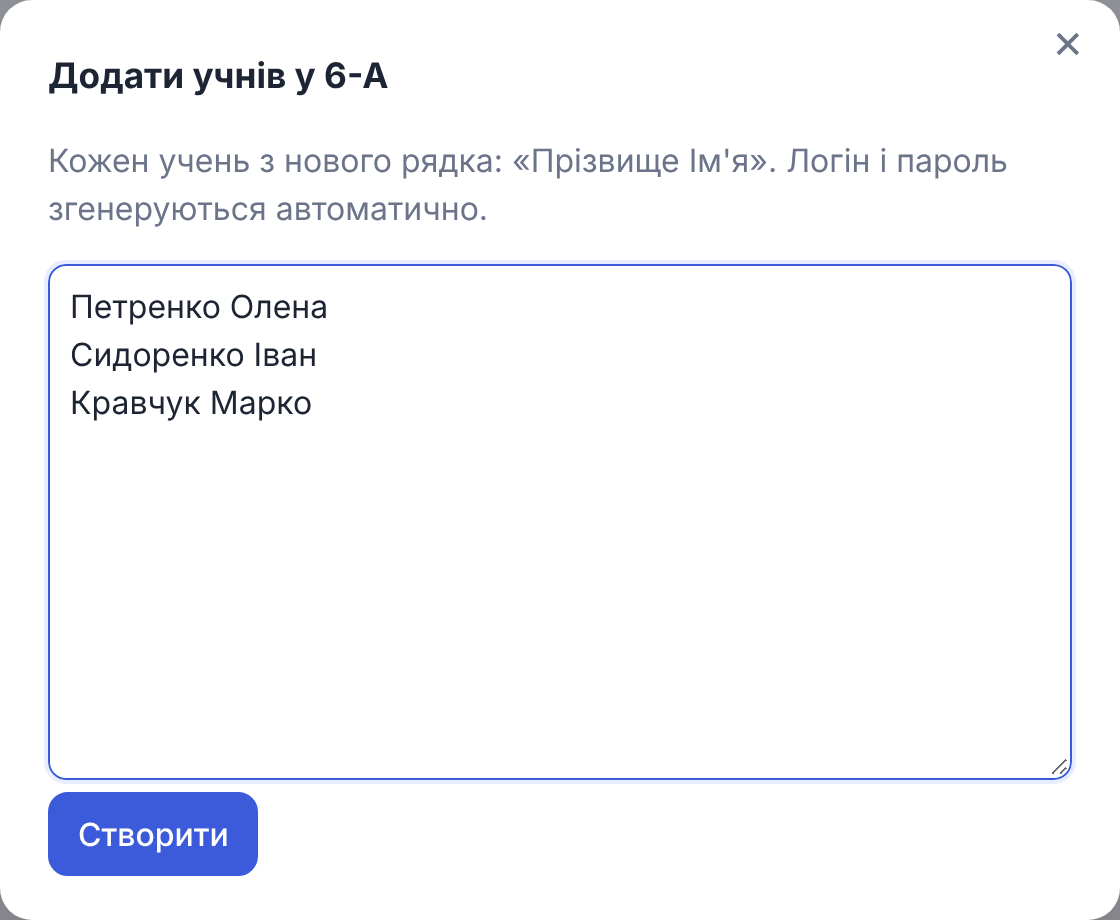 Додати учнів у 6-А
Кожен учень з нового рядка: «Прізвище Ім'я». Логін і пароль
згенеруються автоматично.
Петренко Олена
Сидоренко Іван
Кравчук Марко
Створити